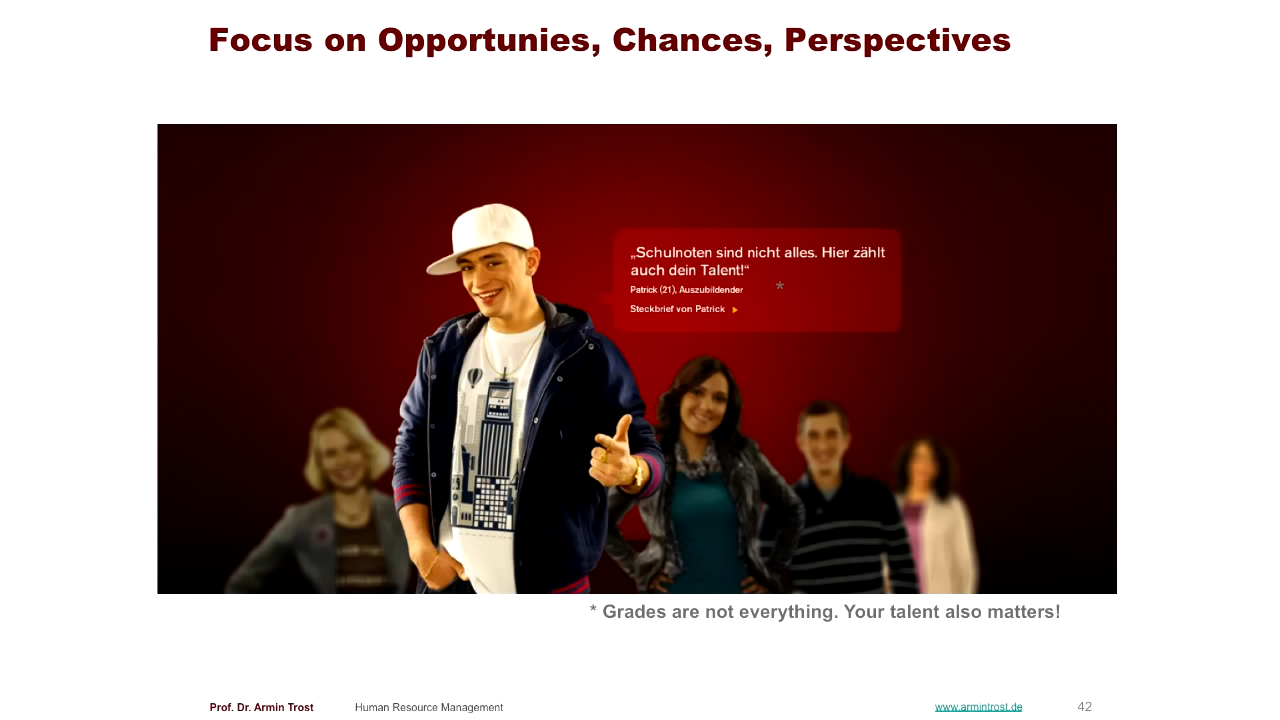 Focus on Opportunies, Chances, Perspectives
„Schulnoten sind nicht alles. Hier zählt
auch dein Talent!“
Patrick (21), Auszubildender *
Steckbrief von Patrick
* Grades are not everything. Your talent also matters!
Prof. Dr. Armin Trost Human Resource Management www.armintrost.de 42